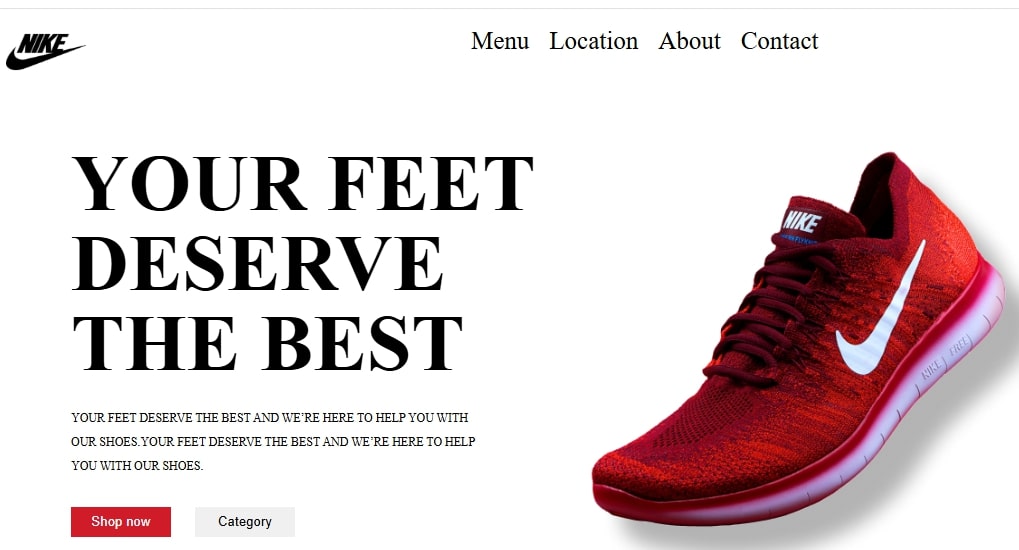 NIKE
Menu Location About Contact
YOUR FEET
DESERVE
THE BEST
NIKE
NIKE FREE
YOUR FEET DESERVE THE BEST AND WE’RE HERE TO HELP YOU WITH
OUR SHOES.YOUR FEET DESERVE THE BEST AND WE’RE HERE TO HELP
YOU WITH OUR SHOES.
Shop now Category